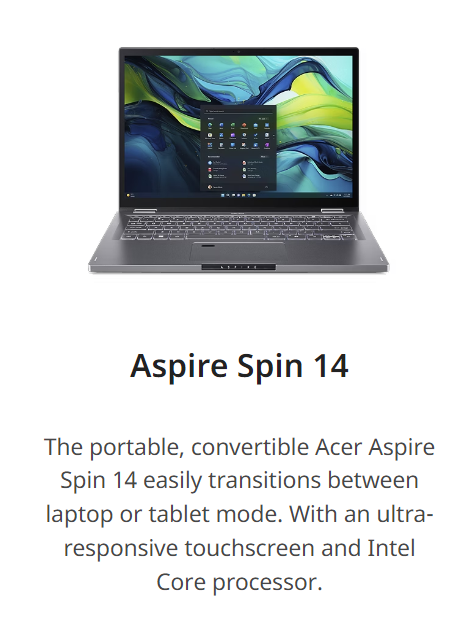 ASPIRE
Aspire Spin 14
The portable, convertible Acer Aspire
Spin 14 easily transitions between
laptop or tablet mode. With an ultra-
responsive touchscreen and Intel
Core processor.